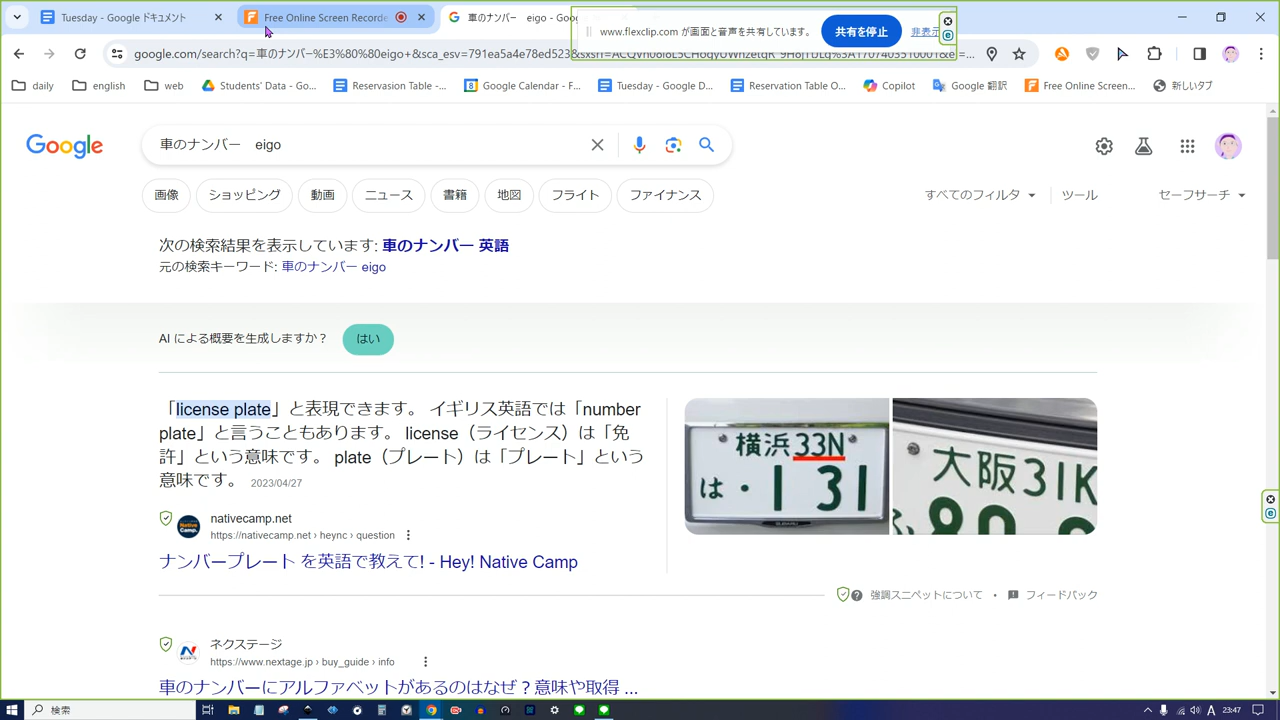 Tuesday - Google ドキュメント
Free Online Screen Recorde
車のナンバー eigo - Goog
www.flexclip.com が画面と音声を共有しています。
共有を停止
非表示
daily
english
web
Students' Data - Go...
Reservasion Table -...
Google Calendar - F...
Tuesday - Google D...
Reservation Table O...
Copilot
Google 翻訳
Free Online Screen...
新しいタブ
Google
車のナンバー eigo
画像
ショッピング
動画
ニュース
書籍
地図
フライト
ファイナンス
すべてのフィルタ
ツール
セーフサーチ
次の検索結果を表示しています: 車のナンバー 英語
元の検索キーワード: 車のナンバー eigo
AI による概要を生成しますか？
はい
「license plate」と表現できます。 イギリス英語では「number
plate」と言うこともあります。 license（ライセンス）は「免
許」という意味です。 plate（プレート）は「プレート」という
意味です。 2023/04/27
横浜 33N
は・1 31
大阪 31K
nativecamp.net
https://nativecamp.net › heync › question
ナンバープレート を英語で教えて! - Hey! Native Camp
強調スニペットについて
フィードバック
ネクステージ
https://www.nextage.jp › buy_guide › info
車のナンバーにアルファベットがあるのはなぜ？意味や取得 ...
検索
A
23:47